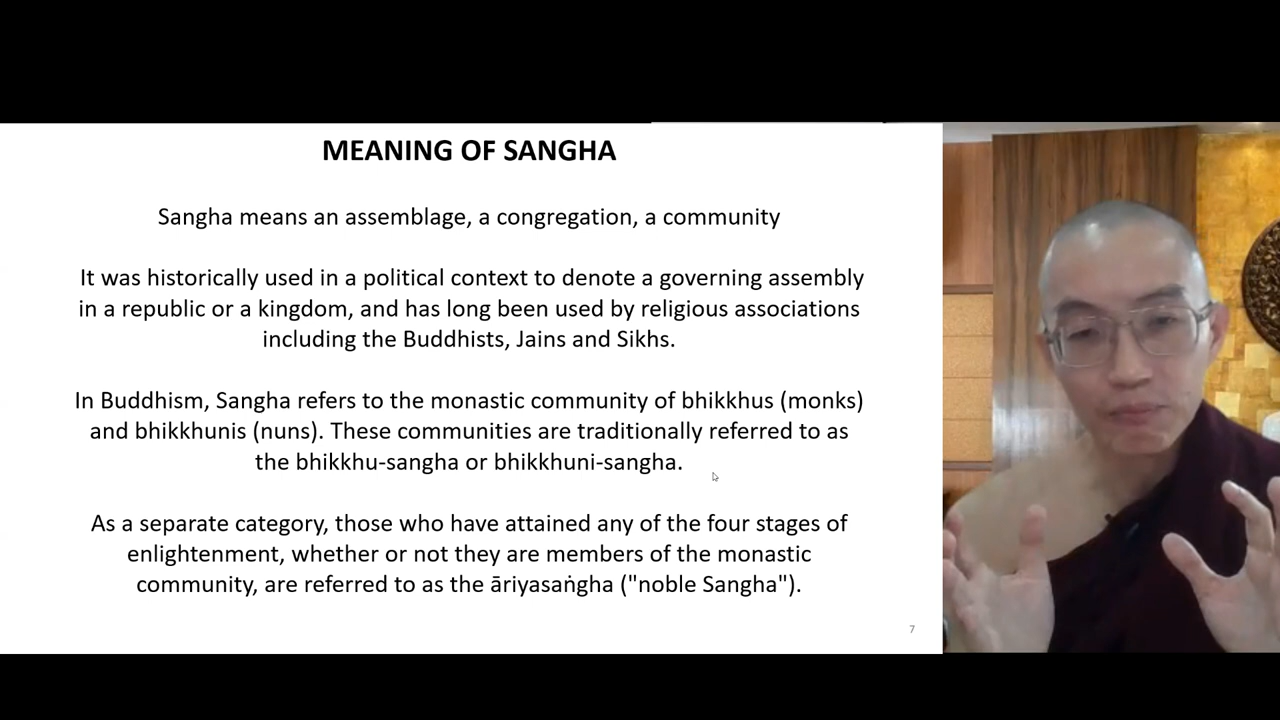 MEANING OF SANGHA
Sangha means an assemblage, a congregation, a community
It was historically used in a political context to denote a governing assembly
in a republic or a kingdom, and has long been used by religious associations
including the Buddhists, Jains and Sikhs.
In Buddhism, Sangha refers to the monastic community of bhikkhus (monks)
and bhikkhunis (nuns). These communities are traditionally referred to as
the bhikkhu-sangha or bhikkhuni-sangha.
As a separate category, those who have attained any of the four stages of
enlightenment, whether or not they are members of the monastic
community, are referred to as the āriyasaṅgha ("noble Sangha").
7